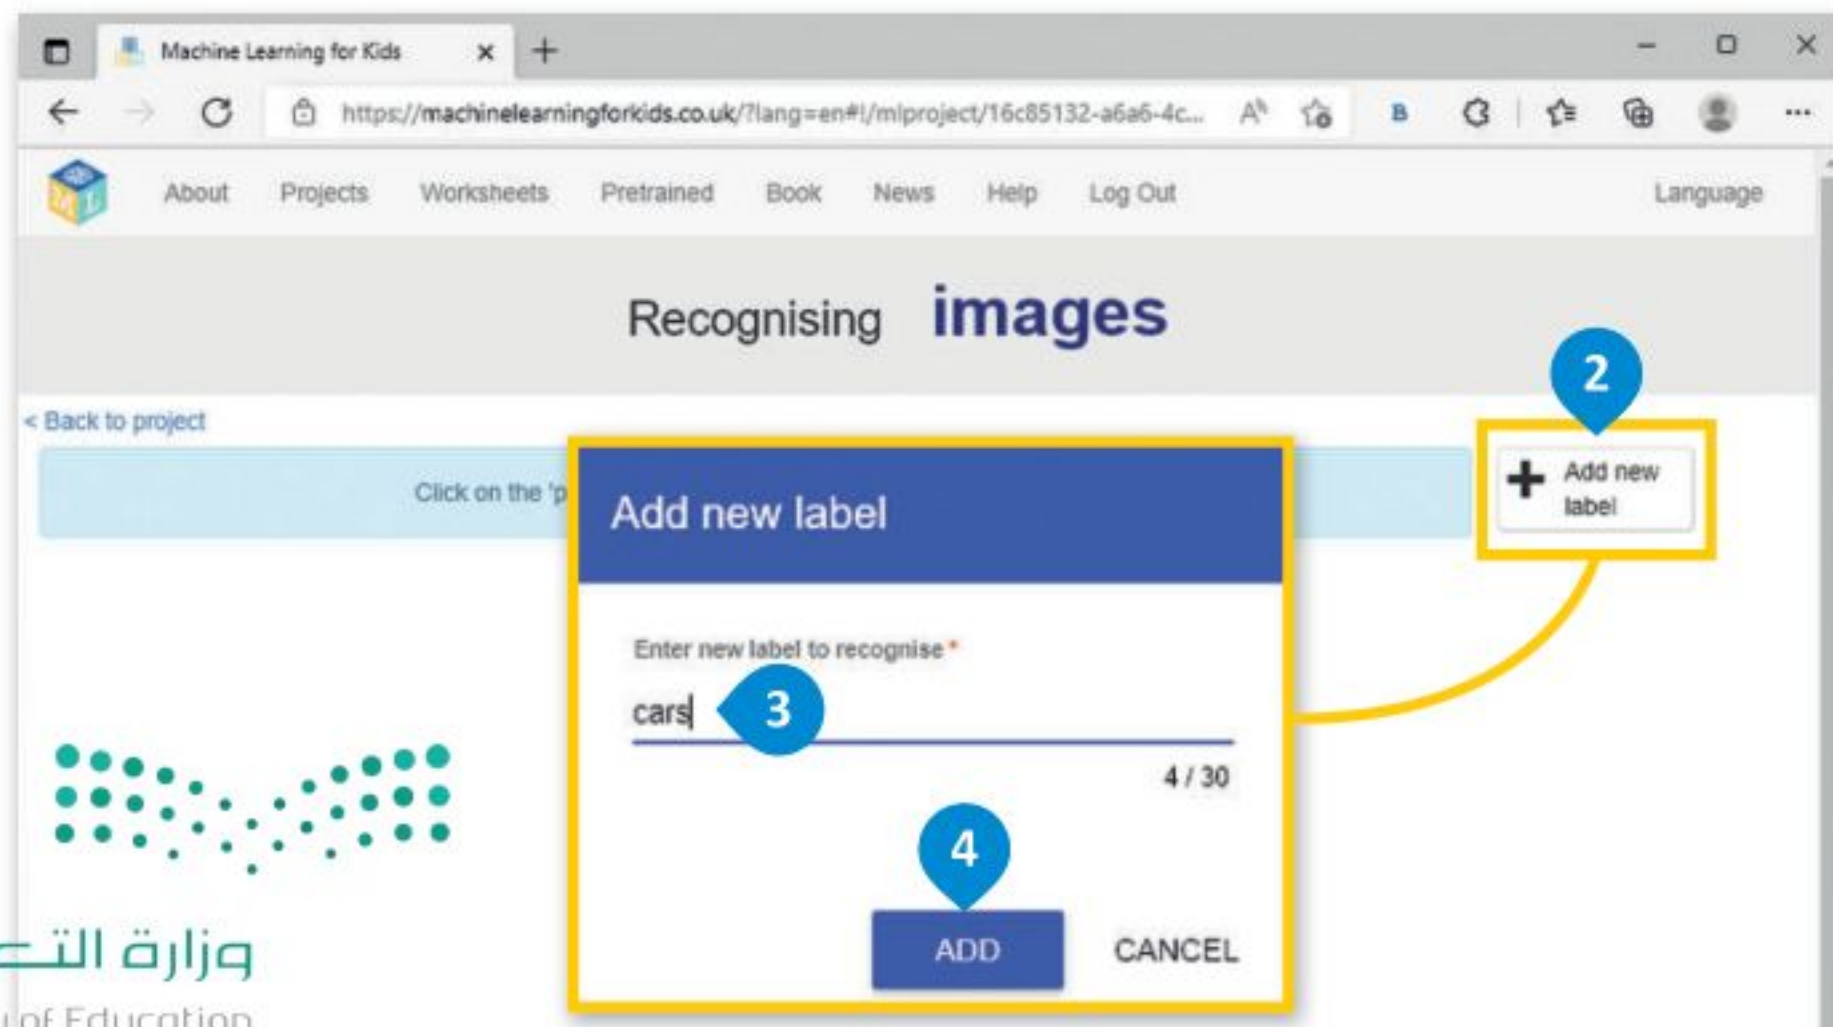 Machine Learning for Kids
https://machinelearningforkids.co.uk/?lang=en#!/mlproject/16c85132-a6a6-4c...
About Projects Worksheets Pretrained Book News Help Log Out Language
Recognising images
2
< Back to project
Click on the 'p
Add new label
Add new
label
Enter new label to recognise *
cars
3
4 / 30
4
ADD CANCEL
وزارة التع
of Education